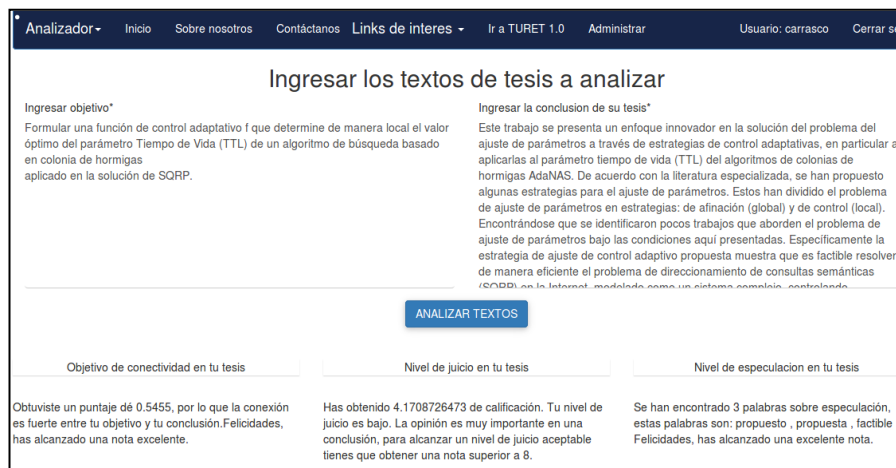 Analizador Inicio Sobre nosotros Contáctanos Links de interes Ir a TURET 1.0 Administrar Usuario: carrasco Cerrar
Ingresar los textos de tesis a analizar
Ingresar objetivo*
Formular una función de control adaptativo f que determine de manera local el valor
óptimo del parámetro Tiempo de Vida (TTL) de un algoritmo de búsqueda basado
en colonia de hormigas
aplicado en la solución de SQRP.
Ingresar la conclusion de su tesis*
Este trabajo se presenta un enfoque innovador en la solución del problema del
ajuste de parámetros a través de estrategias de control adaptativas, en particular a
aplicarlas al parámetro tiempo de vida (TTL) del algoritmos de colonias de
hormigas AdaNAS. De acuerdo con la literatura especializada, se han propuesto
algunas estrategias para el ajuste de parámetros. Estos han dividido el problema
de ajuste de parámetros en estrategias: de afinación (global) y de control (local).
Encontrándose que se identificaron pocos trabajos que aborden el problema de
ajuste de parámetros bajo las condiciones aquí presentadas. Específicamente la
estrategia de ajuste de control adaptivo propuesta muestra que es factible resolver
de manera eficiente el problema de direccionamiento de consultas semánticas
(SQRP) en la Internet, modelado como un sistema complejo, controlando
ANALIZAR TEXTOS
Objetivo de conectividad en tu tesis
Obtuviste un puntaje dé 0.5455, por lo que la conexión
es fuerte entre tu objetivo y tu conclusión.Felicidades,
has alcanzado una nota excelente.
Nivel de juicio en tu tesis
Has obtenido 4.1708726473 de calificación. Tu nivel de
juicio es bajo. La opinión es muy importante en una
conclusión, para alcanzar un nivel de juicio aceptable
tienes que obtener una nota superior a 8.
Nivel de especulacion en tu tesis
Se han encontrado 3 palabras sobre especulación,
estas palabras son: propuesto , propuesta , factible
Felicidades, has alcanzado una excelente nota.